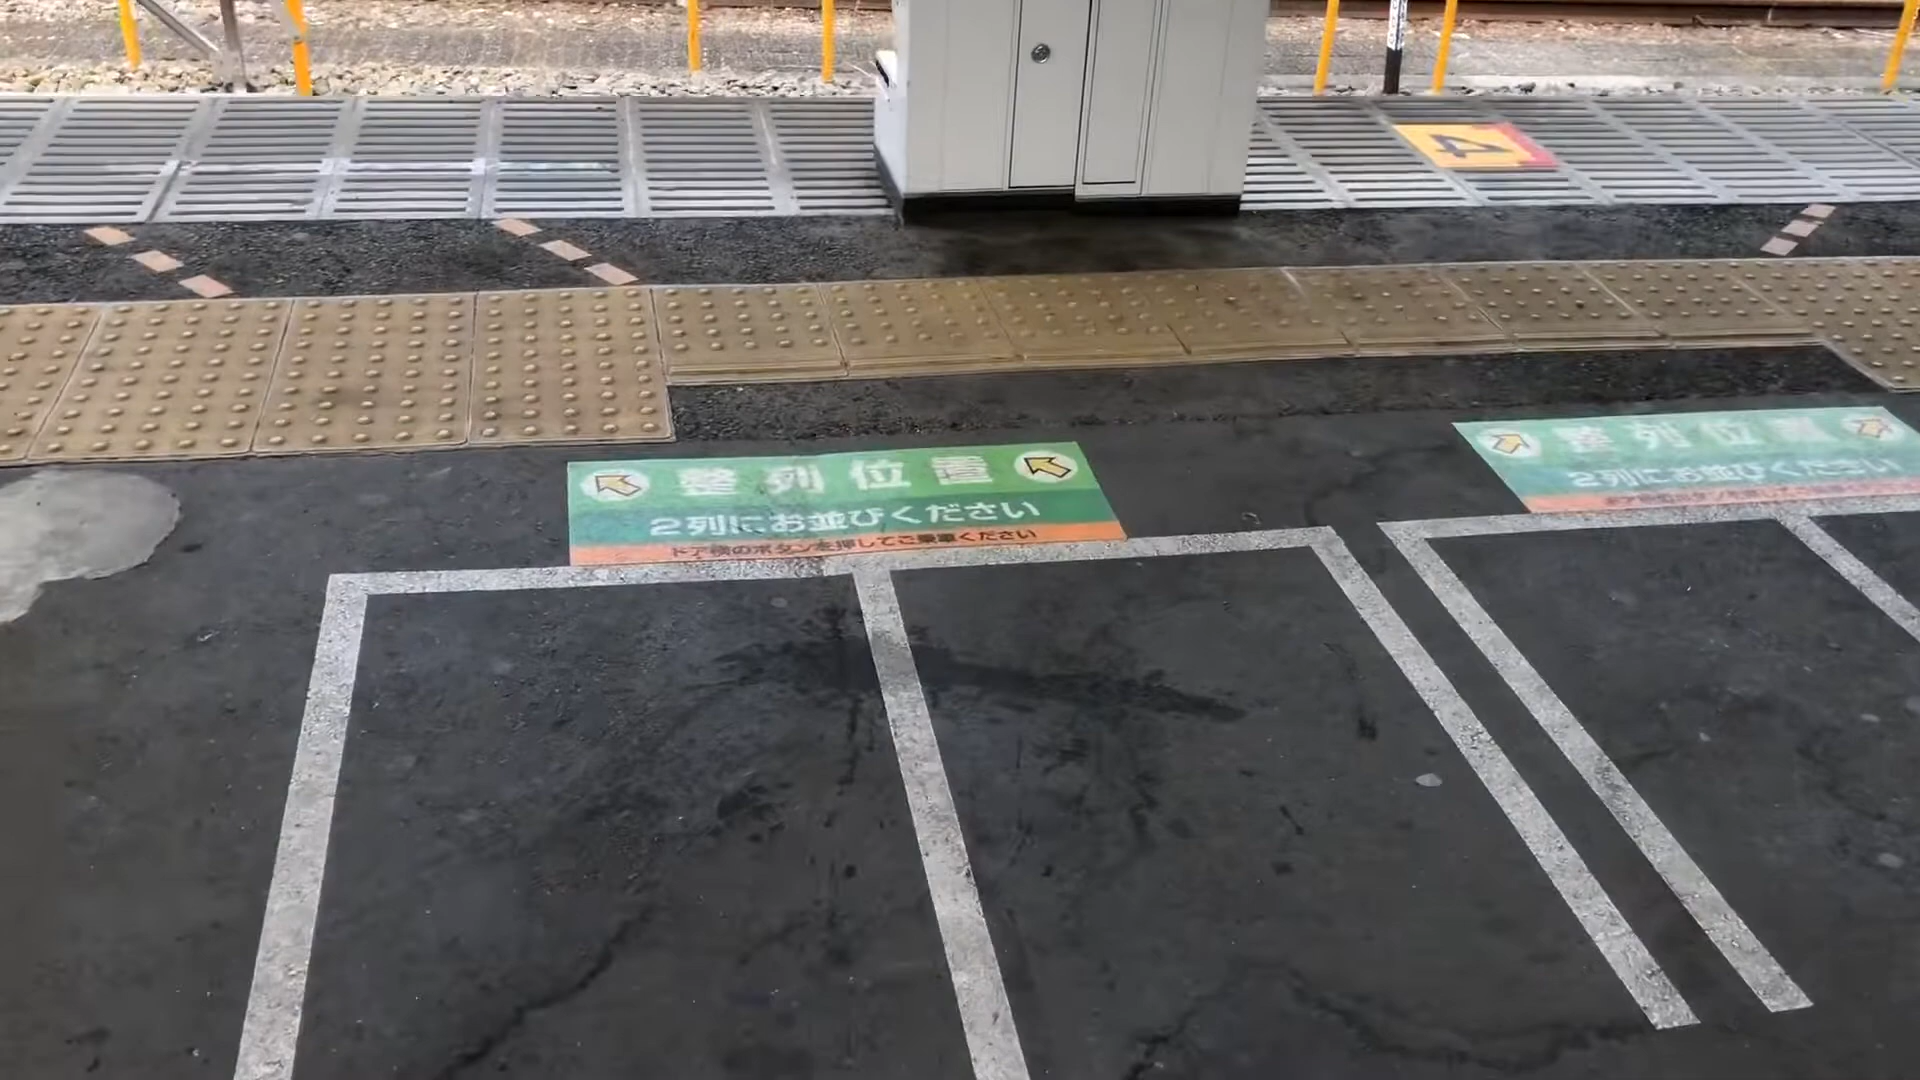 4
整列位置
2列にお並びください
ドア横のボタンを押してご乗車ください
整列位置
2列にお並びください